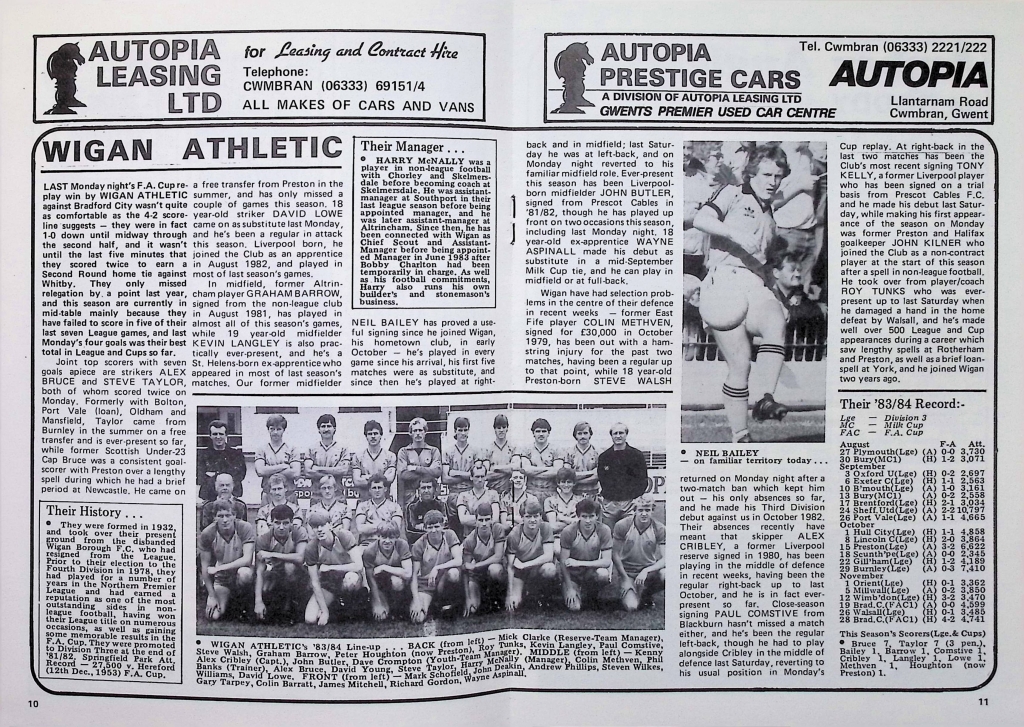 AUTOPIA
LEASING
LTD
for Leasing and Contract Hire
Telephone:
CWMBRAN (06333) 69151/4
ALL MAKES OF CARS AND VANS
WIGAN ATHLETIC
LAST Monday night's F.A. Cup re-
play win by WIGAN ATHLETIC
against Bradford City wasn't quite
as comfortable as the 4-2 score-
line suggests — they were in fact
1-0 down until midway through
the second half, and it wasn't
until the last five minutes that
they scored twice to earn a
Second Round home tie against
Whitby. They only missed
relegation by a point last year,
and this season are currently in
mid-table mainly because they
have failed to score in five of their
last seven League games, and last
Monday's four goals was their best
total in League and Cups so far.
Joint top scorers with seven
goals apiece are strikers ALEX
BRUCE and STEVE TAYLOR,
both of whom scored twice on
Monday. Formerly with Bolton,
Port Vale (loan), Oldham and
Mansfield, Taylor came from
Burnley in the summer on a free
transfer and is ever-present so far,
while former Scottish Under-23
Cap Bruce was a consistent goal-
scorer with Preston over a lengthy
spell during which he had a brief
period at Newcastle. He came on
Their History . . .
● They were formed in 1932,
and took over their present
ground from the disbanded
Wigan Borough F.C. who had
resigned from the League.
Prior to their election to the
Fourth Division in 1978, they
had played for a number of
years in the Northern Premier
League and had earned a
reputation as one of the most
outstanding sides in non-
league football, having won
their League title on numerous
occasions, as well as gaining
some memorable results in the
F.A. Cup. They were promoted
to Division Three at the end of
'81/82. Springfield Park Att.
Record — 27,500 v. Hereford
(12th Dec., 1953) F.A. Cup.
a free transfer from Preston in the
summer, and has only missed a
couple of games this season. 18
year-old striker DAVID LOWE
came on as substitute last Monday,
and he's been a regular in attack
this season. Liverpool born, he
joined the Club as an apprentice
in August 1982, and played in
most of last season's games.
In midfield, former Altrin-
cham player GRAHAM BARROW,
signed from the non-league club
in August 1981, has played in
almost all of this season's games,
while 19 year-old midfielder
KEVIN LANGLEY is also prac-
tically ever-present, and he's a
St. Helens-born ex-apprentice who
appeared in most of last season's
matches. Our former midfielder
Their Manager . . .
● HARRY McNALLY was a
player in non-league football
with Chorley and Skelmers-
dale before becoming coach at
Skelmersdale. He was assistant-
manager at Southport in their
last league season before being
appointed manager, and he
was later assistant-manager at
Altrincham. Since then, he has
been connected with Wigan as
Chief Scout and Assistant-
Manager before being appoint-
ed Manager in June 1983 after
Bobby Charlton had been
temporarily in charge. As well
as his football commitments,
Harry also runs his own
builder's and stonemason's
business.
NEIL BAILEY has proved a use-
ful signing since he joined Wigan,
his hometown club, in early
October — he's played in every
game since his arrival, his first five
matches were as substitute, and
since then he's played at right-
● WIGAN ATHLETIC's '83/84 Line-up . . . BACK (from left) — Mick Clarke (Reserve-Team Manager),
Steve Walsh, Graham Barrow, Peter Houghton (now Preston), Roy Tunks, Kevin Langley, Paul Comstive,
Alex Cribley (Capt.), John Butler, Dave Crompton (Youth-Team Manager). MIDDLE (from left) — Kenny
Banks (Trainer), Alex Bruce, David Young, Steve Taylor, Harry McNally (Manager), Colin Methven, Phil
Williams, David Lowe. FRONT (from left) — Mark Schofield, John Deakin, Andrew Phillips, Steven Wilkes,
Gary Tarpey, Colin Barratt, James Mitchell, Richard Gordon, Wayne Aspinall.
10
AUTOPIA
PRESTIGE CARS
A DIVISION OF AUTOPIA LEASING LTD
GWENTS PREMIER USED CAR CENTRE
Tel. Cwmbran (06333) 2221/222
AUTOPIA
Llantarnam Road
Cwmbran, Gwent
back and in midfield; last Satur-
day he was at left-back, and on
Monday night reverted to his
familiar midfield role. Ever-present
this season has been Liverpool-
born midfielder JOHN BUTLER,
signed from Prescot Cables in
'81/82, though he has played up
front on two occasions this season,
including last Monday night. 18
year-old ex-apprentice WAYNE
ASPINALL made his debut as
substitute in a mid-September
Milk Cup tie, and he can play in
midfield or at full-back.
Wigan have had selection prob-
lems in the centre of their defence
in recent weeks — former East
Fife player COLIN METHVEN,
signed for £30,000 in October
1979, has been out with a ham-
string injury for the past two
matches, having been a regular up
to that point, while 18 year-old
Preston-born STEVE WALSH
● NEIL BAILEY
— on familiar territory today . . .
returned on Monday night after a
two-match ban which kept him
out — his only absences so far,
and he made his Third Division
debut against us in October 1982.
Their absences recently have
meant that skipper ALEX
CRIBLEY, a former Liverpool
reserve signed in 1980, has been
playing in the middle of defence
in recent weeks, having been the
regular right-back up to last
October, and he is in fact ever-
present so far. Close-season
signing PAUL COMSTIVE from
Blackburn hasn't missed a match
either, and he's been the regular
left-back, though he had to play
alongside Cribley in the middle of
defence last Saturday, reverting to
his usual position in Monday's
Cup replay. At right-back in the
last two matches has been the
Club's most recent signing TONY
KELLY, a former Liverpool player
who has been signed on a trial
basis from Prescot Cables F.C.
and he made his debut last Satur-
day, while making his first appear-
ance of the season on Monday
was former Preston and Halifax
goalkeeper JOHN KILNER who
joined the Club as a non-contract
player at the start of this season
after a spell in non-league football.
He took over from player/coach
ROY TUNKS who was ever-
present up to last Saturday when
he damaged a hand in the home
defeat by Walsall, and he's made
well over 500 League and Cup
appearances during a career which
saw lengthy spells at Rotherham
and Preston, as well as a brief loan-
spell at York, and he joined Wigan
two years ago.
Their '83/84 Record:-
Lge — Division 3
MC — Milk Cup
FAC — F.A. Cup
August F-A Att.
27 Plymouth(Lge) (A) 0-0 3,730
30 Bury(MC1) (H) 1-2 3,071
September
3 Oxford U(Lge) (H) 0-2 2,697
6 Exeter C(Lge) (H) 1-1 2,563
10 B'mouth(Lge) (A) 1-0 3,161
13 Bury(MC1) (A) 0-2 2,558
17 Brentford(Lge) (H) 2-1 3,034
24 Sheff.Utd(Lge) (A) 2-2 10,797
26 Port Vale(Lge) (A) 1-1 4,665
October
1 Hull City(Lge) (H) 1-1 4,858
8 Lincoln C(Lge) (H) 2-0 3,864
15 Preston(Lge) (A) 3-2 6,622
18 Scunth'pe(Lge) (A) 0-0 2,345
22 Gill'ham(Lge) (H) 1-2 4,189
29 Burnley(Lge) (A) 0-3 7,410
November
1 Orient(Lge) (H) 0-1 3,362
5 Millwall(Lge) (A) 0-2 3,850
12 Wimb'don(Lge) (H) 3-2 3,470
19 Brad.C.(FAC1) (A) 0-0 4,599
26 Walsall(Lge) (H) 0-1 3,485
28 Brad.C.(FAC1) (H) 4-2 4,741
This Season's Scorers(Lge.& Cups)
● Bruce 7, Taylor 7 (3 pen.),
Bailey 1, Barrow 1, Comstive 1,
Cribley 1, Langley 1, Lowe 1,
Methven 1, Houghton (now
Preston) 1.
11